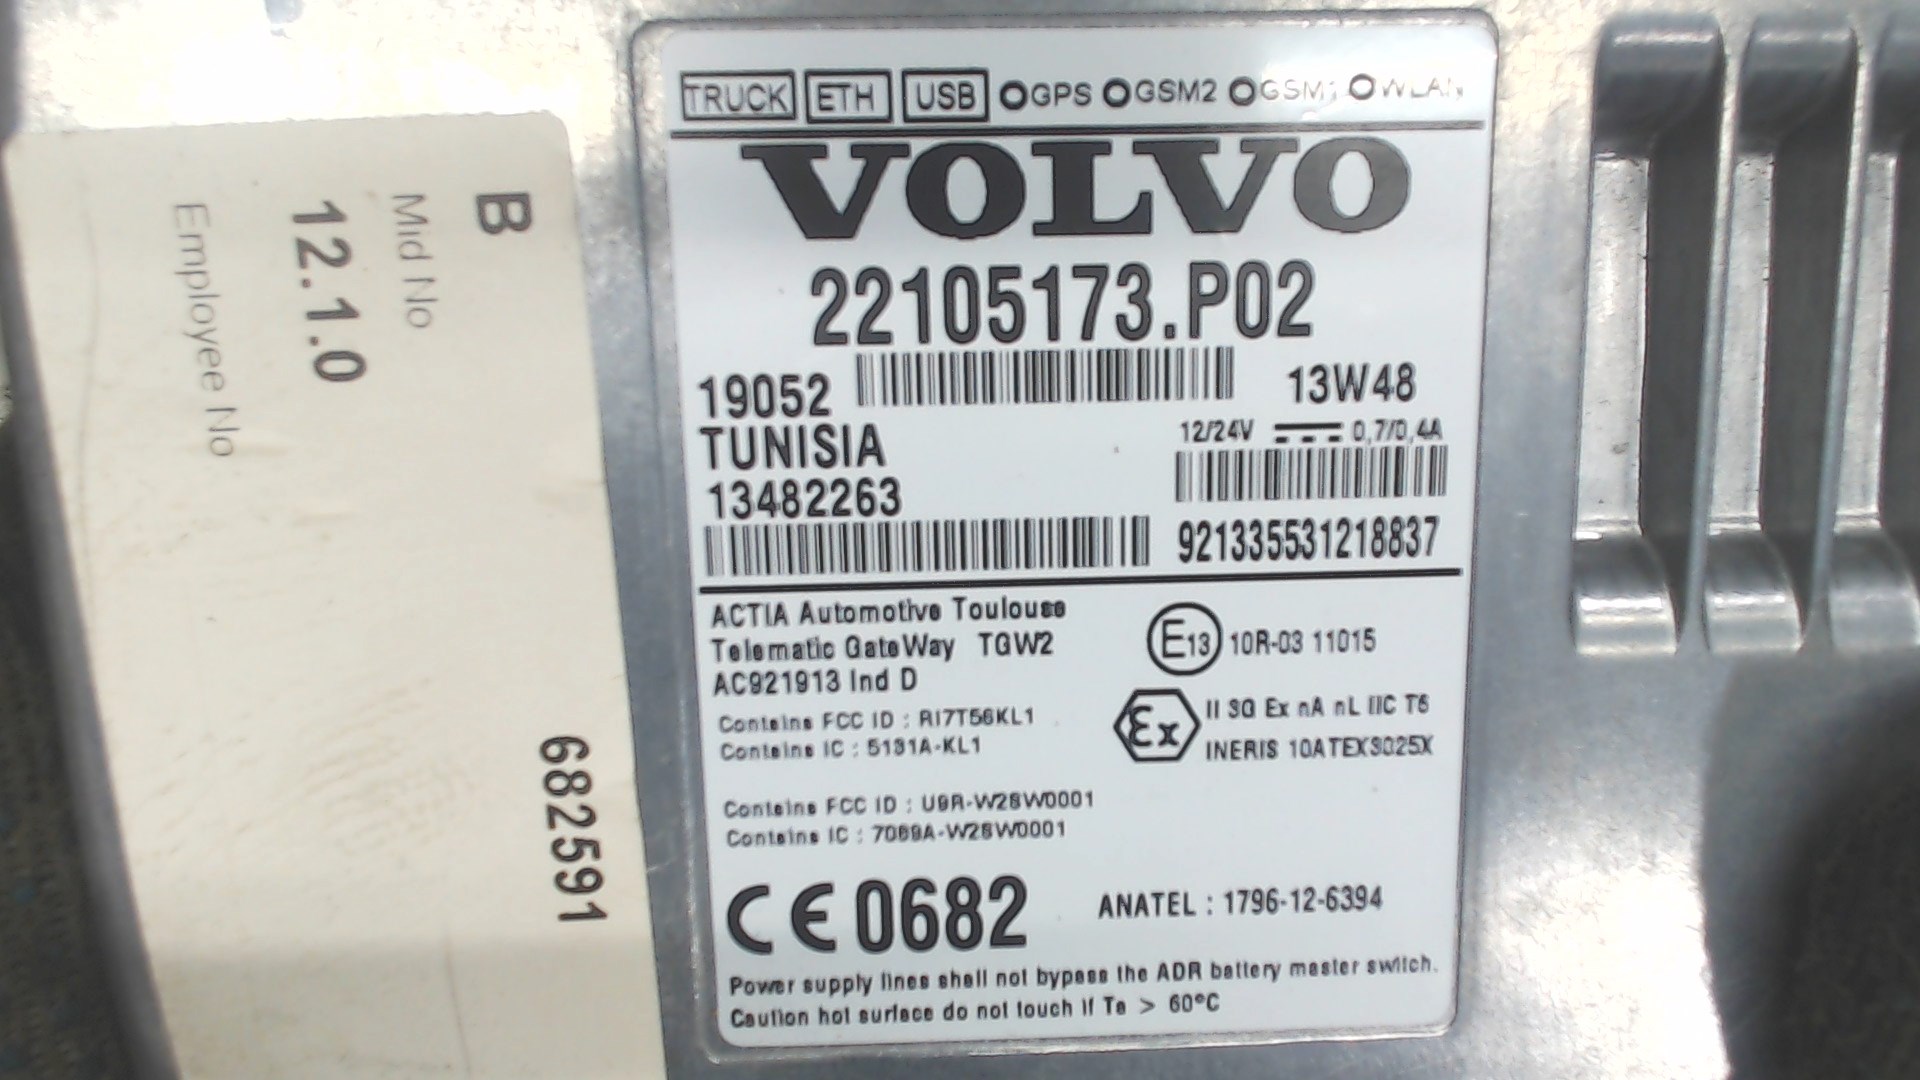 B
Mid No
12.1.0
Employee No
682591
TRUCK ETH USB GPS GSM2 GSM1 WLAN
VOLVO
22105173.P02
19052 13W48
TUNISIA 12/24V 0,7/0,4A
13482263
921335531218837
ACTIA Automotive Toulouse
Telematic GateWay TGW2
AC921913 Ind D
E13 10R-03 11015
Contains FCC ID : RI7T56KL1
Contains IC : 5131A-KL1
Ex II 3G Ex nA nL IIC T6
INERIS 10ATEX3025X
Contains FCC ID : U9R-W2SW0001
Contains IC : 7089A-W2SW0001
CE 0682 ANATEL : 1796-12-6394
Power supply lines shall not bypass the ADR battery master switch.
Caution hot surface do not touch if Ta > 60°C